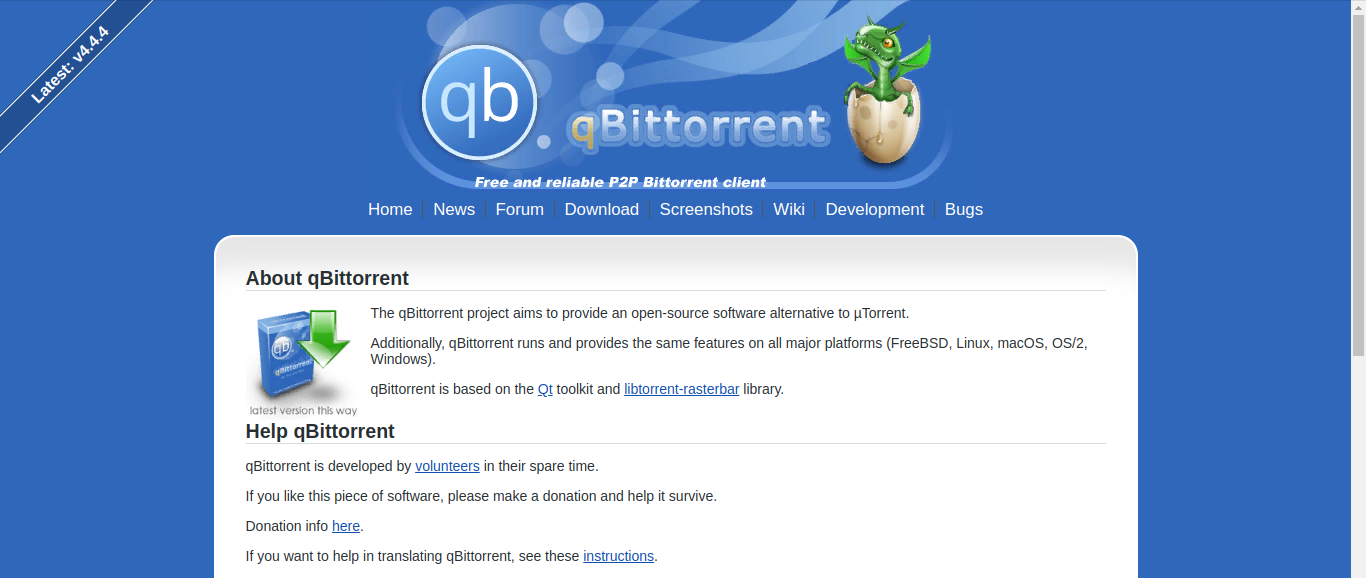 Latest: v4.4.4
qb
qBittorrent
Free and reliable P2P Bittorrent client
Home News Forum Download Screenshots Wiki Development Bugs
About qBittorrent
The qBittorrent project aims to provide an open-source software alternative to µTorrent.
Additionally, qBittorrent runs and provides the same features on all major platforms (FreeBSD, Linux, macOS, OS/2,
Windows).
qb
qBittorrent
qBittorrent is based on the Qt toolkit and libtorrent-rasterbar library.
latest version this way
Help qBittorrent
qBittorrent is developed by volunteers in their spare time.
If you like this piece of software, please make a donation and help it survive.
Donation info here.
If you want to help in translating qBittorrent, see these instructions.